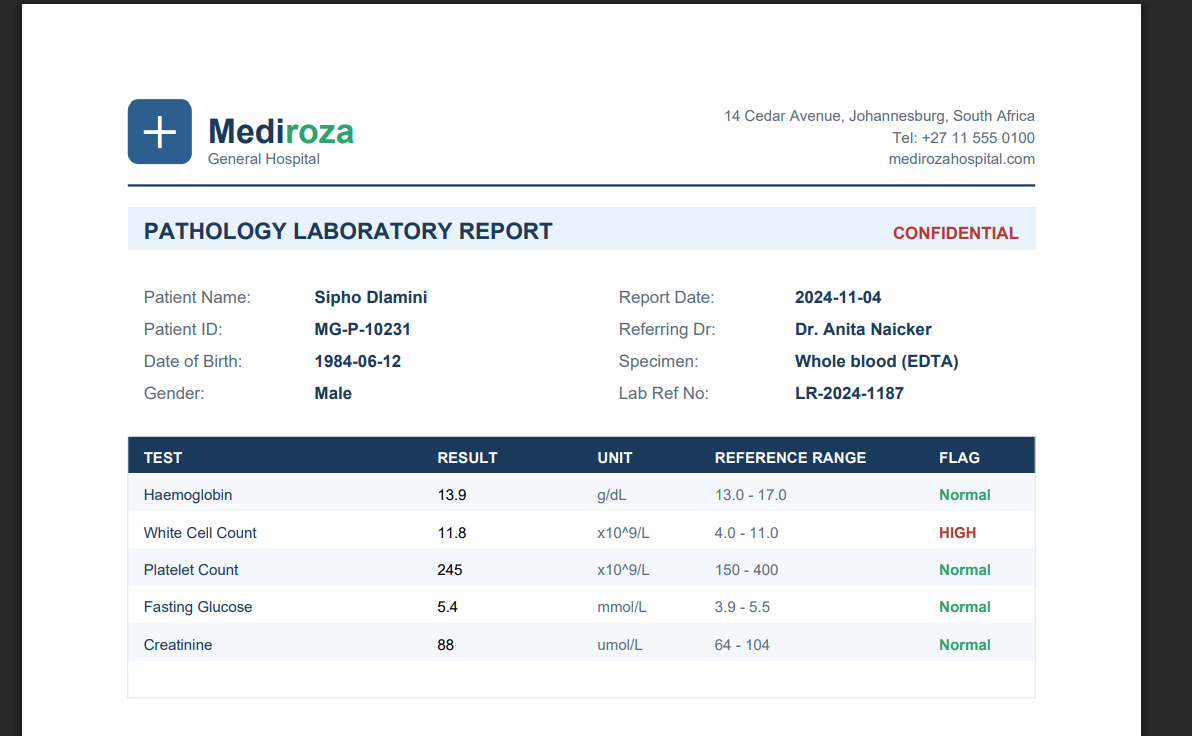 Mediroza
General Hospital
14 Cedar Avenue, Johannesburg, South Africa
Tel: +27 11 555 0100
medirozahospital.com
PATHOLOGY LABORATORY REPORT CONFIDENTIAL
Patient Name: Sipho Dlamini Report Date: 2024-11-04
Patient ID: MG-P-10231 Referring Dr: Dr. Anita Naicker
Date of Birth: 1984-06-12 Specimen: Whole blood (EDTA)
Gender: Male Lab Ref No: LR-2024-1187
TEST RESULT UNIT REFERENCE RANGE FLAG
Haemoglobin 13.9 g/dL 13.0 - 17.0 Normal
White Cell Count 11.8 x10^9/L 4.0 - 11.0 HIGH
Platelet Count 245 x10^9/L 150 - 400 Normal
Fasting Glucose 5.4 mmol/L 3.9 - 5.5 Normal
Creatinine 88 umol/L 64 - 104 Normal